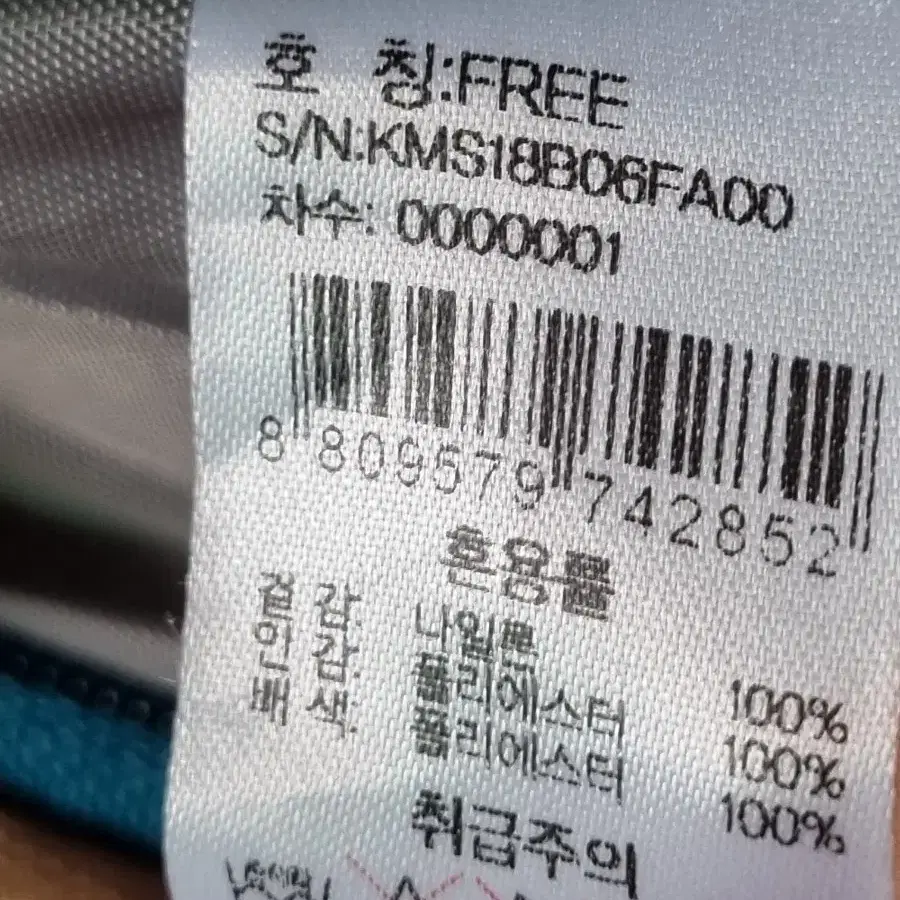 호 칭:FREE
S/N:KMS18B06FA00
차수: 0000001
8 809579 742852
혼용률
겉 감 나일론 100%
안 감 폴리에스터 100%
배 색 폴리에스터 100%
취급주의